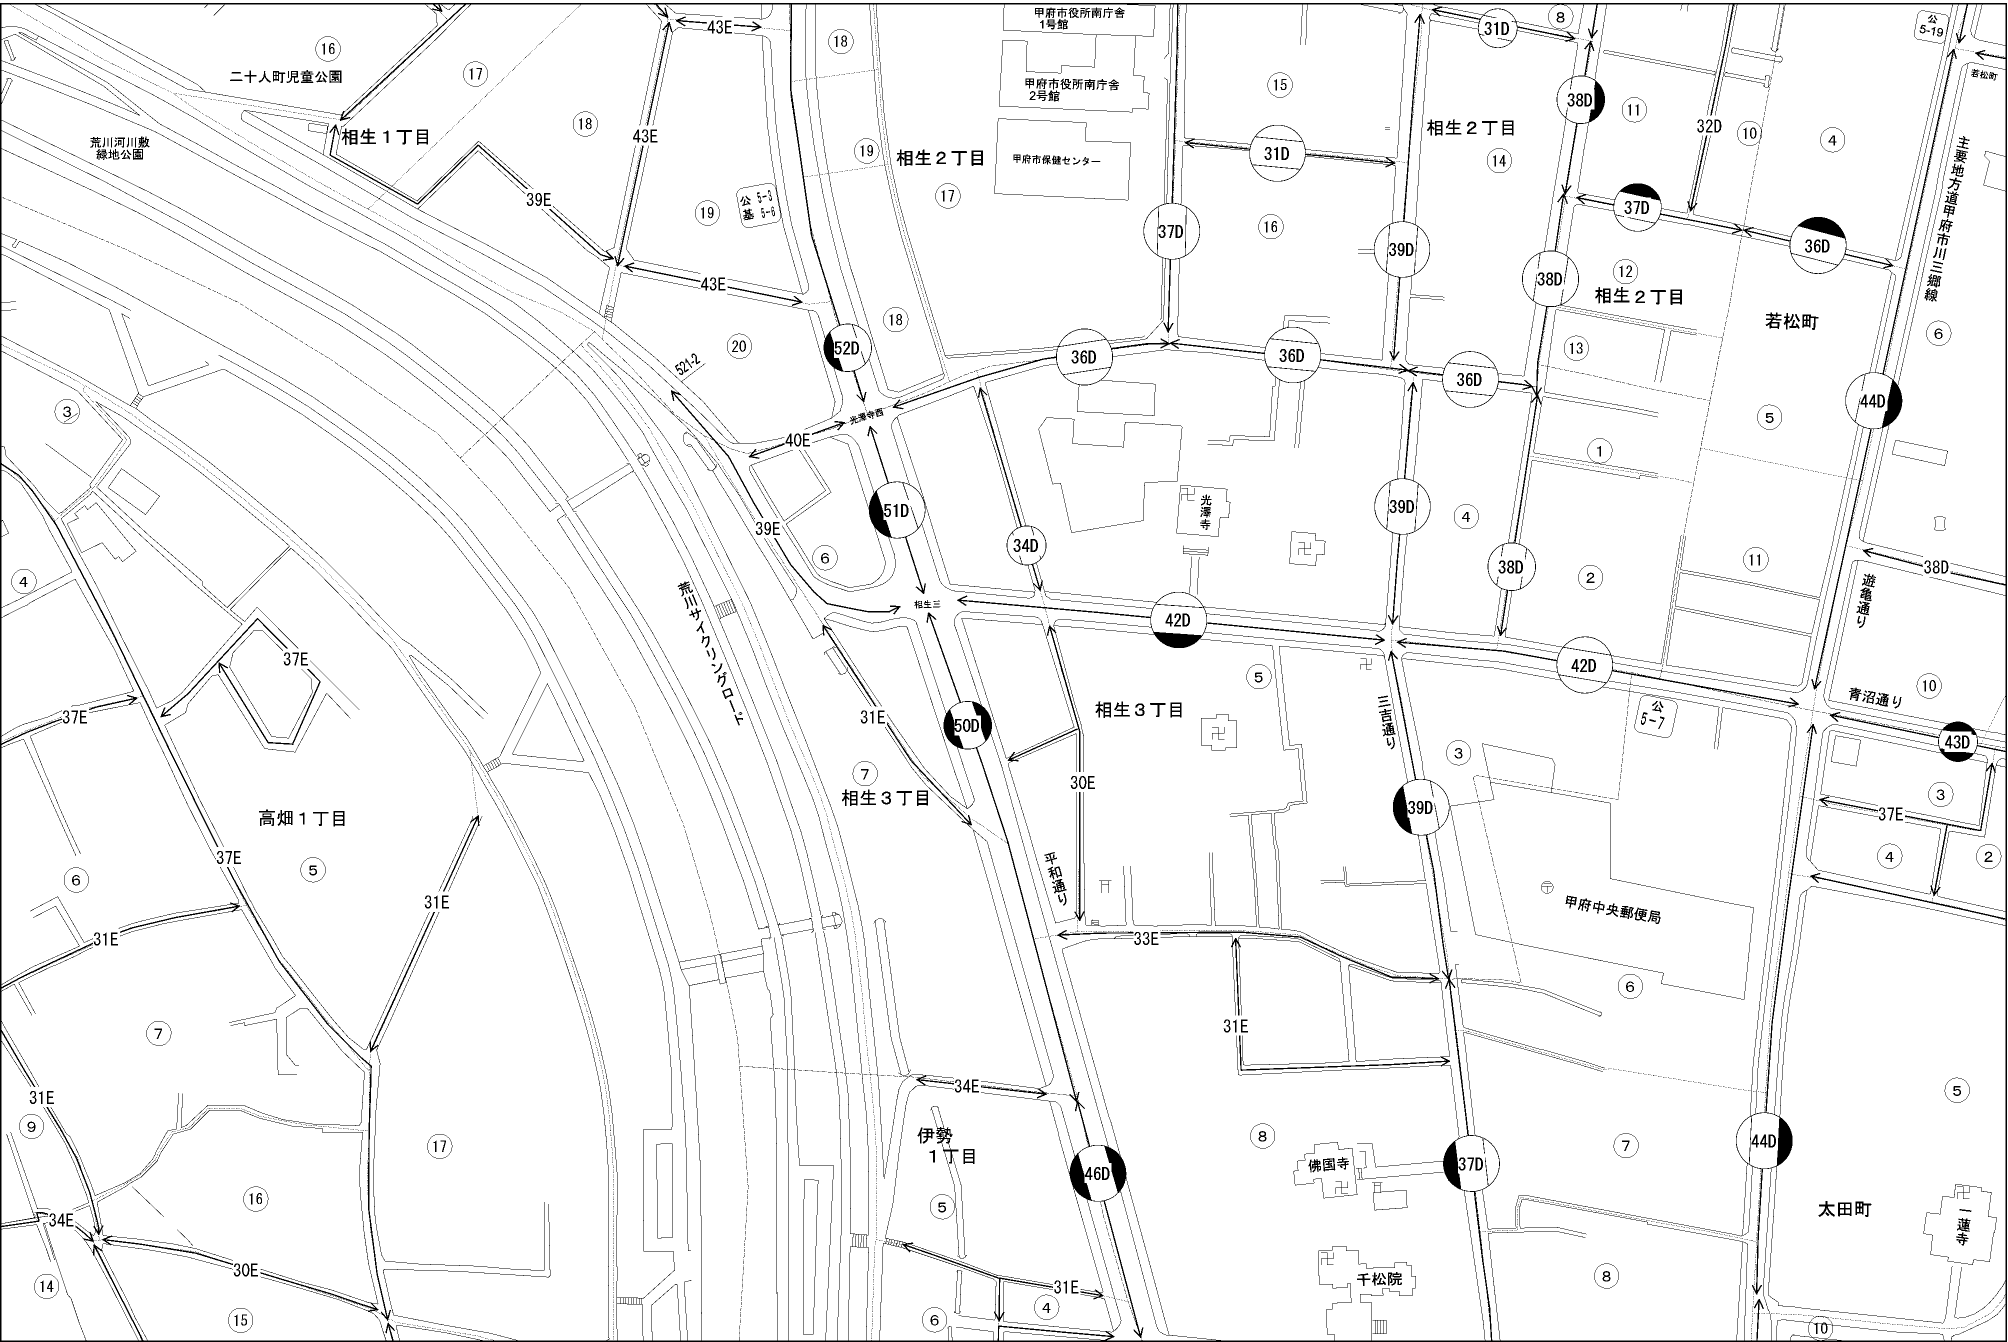 甲府市役所南庁舎
1号館
甲府市役所南庁舎
2号館
甲府市保健センター
公
5-19
若松町
43E
31D
8
16
二十人町児童公園
17
18
15
38D
11
32D
10
4
荒川河川敷
緑地公園
相生1丁目
18
43E
19
相生2丁目
17
31D
相生2丁目
14
主要地方道甲府市川三郷線
39E
19
公 5-3
基 5-6
37D
16
39D
37D
36D
43E
38D
12
相生2丁目
若松町
20
52D
18
36D
36D
36D
13
6
521-2
3
40E
光澤寺西
44D
5
1
39E
51D
光澤寺
39D
4
34D
38D
11
38D
4
6
2
遊亀通り
荒川サイクリングロード
相生三
42D
42D
37E
37E
31E
50D
5
相生3丁目
三吉通り
公
5-7
青沼通り
10
43D
3
7
相生3丁目
30E
39D
3
37E
高畑1丁目
37E
5
6
31E
平和通り
4
2
甲府中央郵便局
31E
33E
6
7
31E
31E
34E
5
9
17
伊勢
1丁目
8
佛国寺
7
44D
46D
37D
16
5
太田町
一蓮寺
34E
30E
14
15
31E
4
6
千松院
8
10